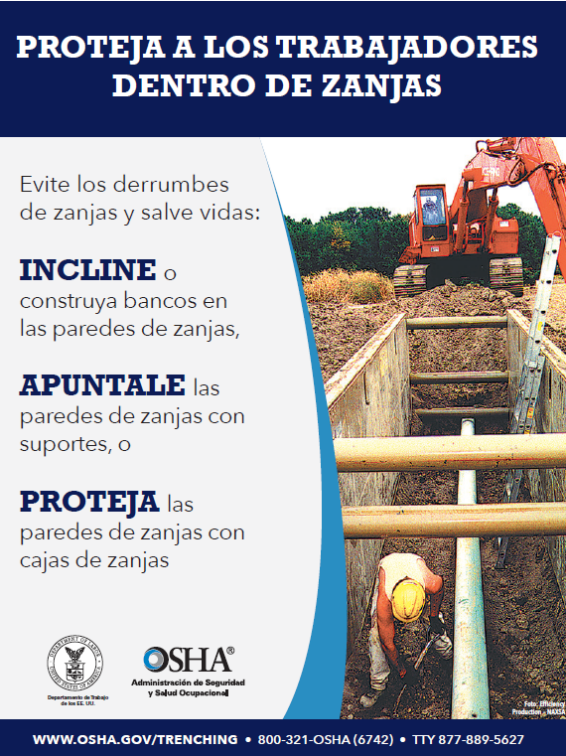 PROTEJA A LOS TRABAJADORES
DENTRO DE ZANJAS
Evite los derrumbes
de zanjas y salve vidas:
INCLINE o
construya bancos en
las paredes de zanjas,
APUNTALE las
paredes de zanjas con
suportes, o
PROTEJA las
paredes de zanjas con
cajas de zanjas
DEPARTMENT OF LABOR
UNITED STATES OF AMERICA
Departamento de Trabajo
de los EE. UU.
OSHA®
Administración de Seguridad
y Salud Ocupacional
Foto: Efficiency
Production - NAXSA
WWW.OSHA.GOV/TRENCHING • 800-321-OSHA (6742) • TTY 877-889-5627